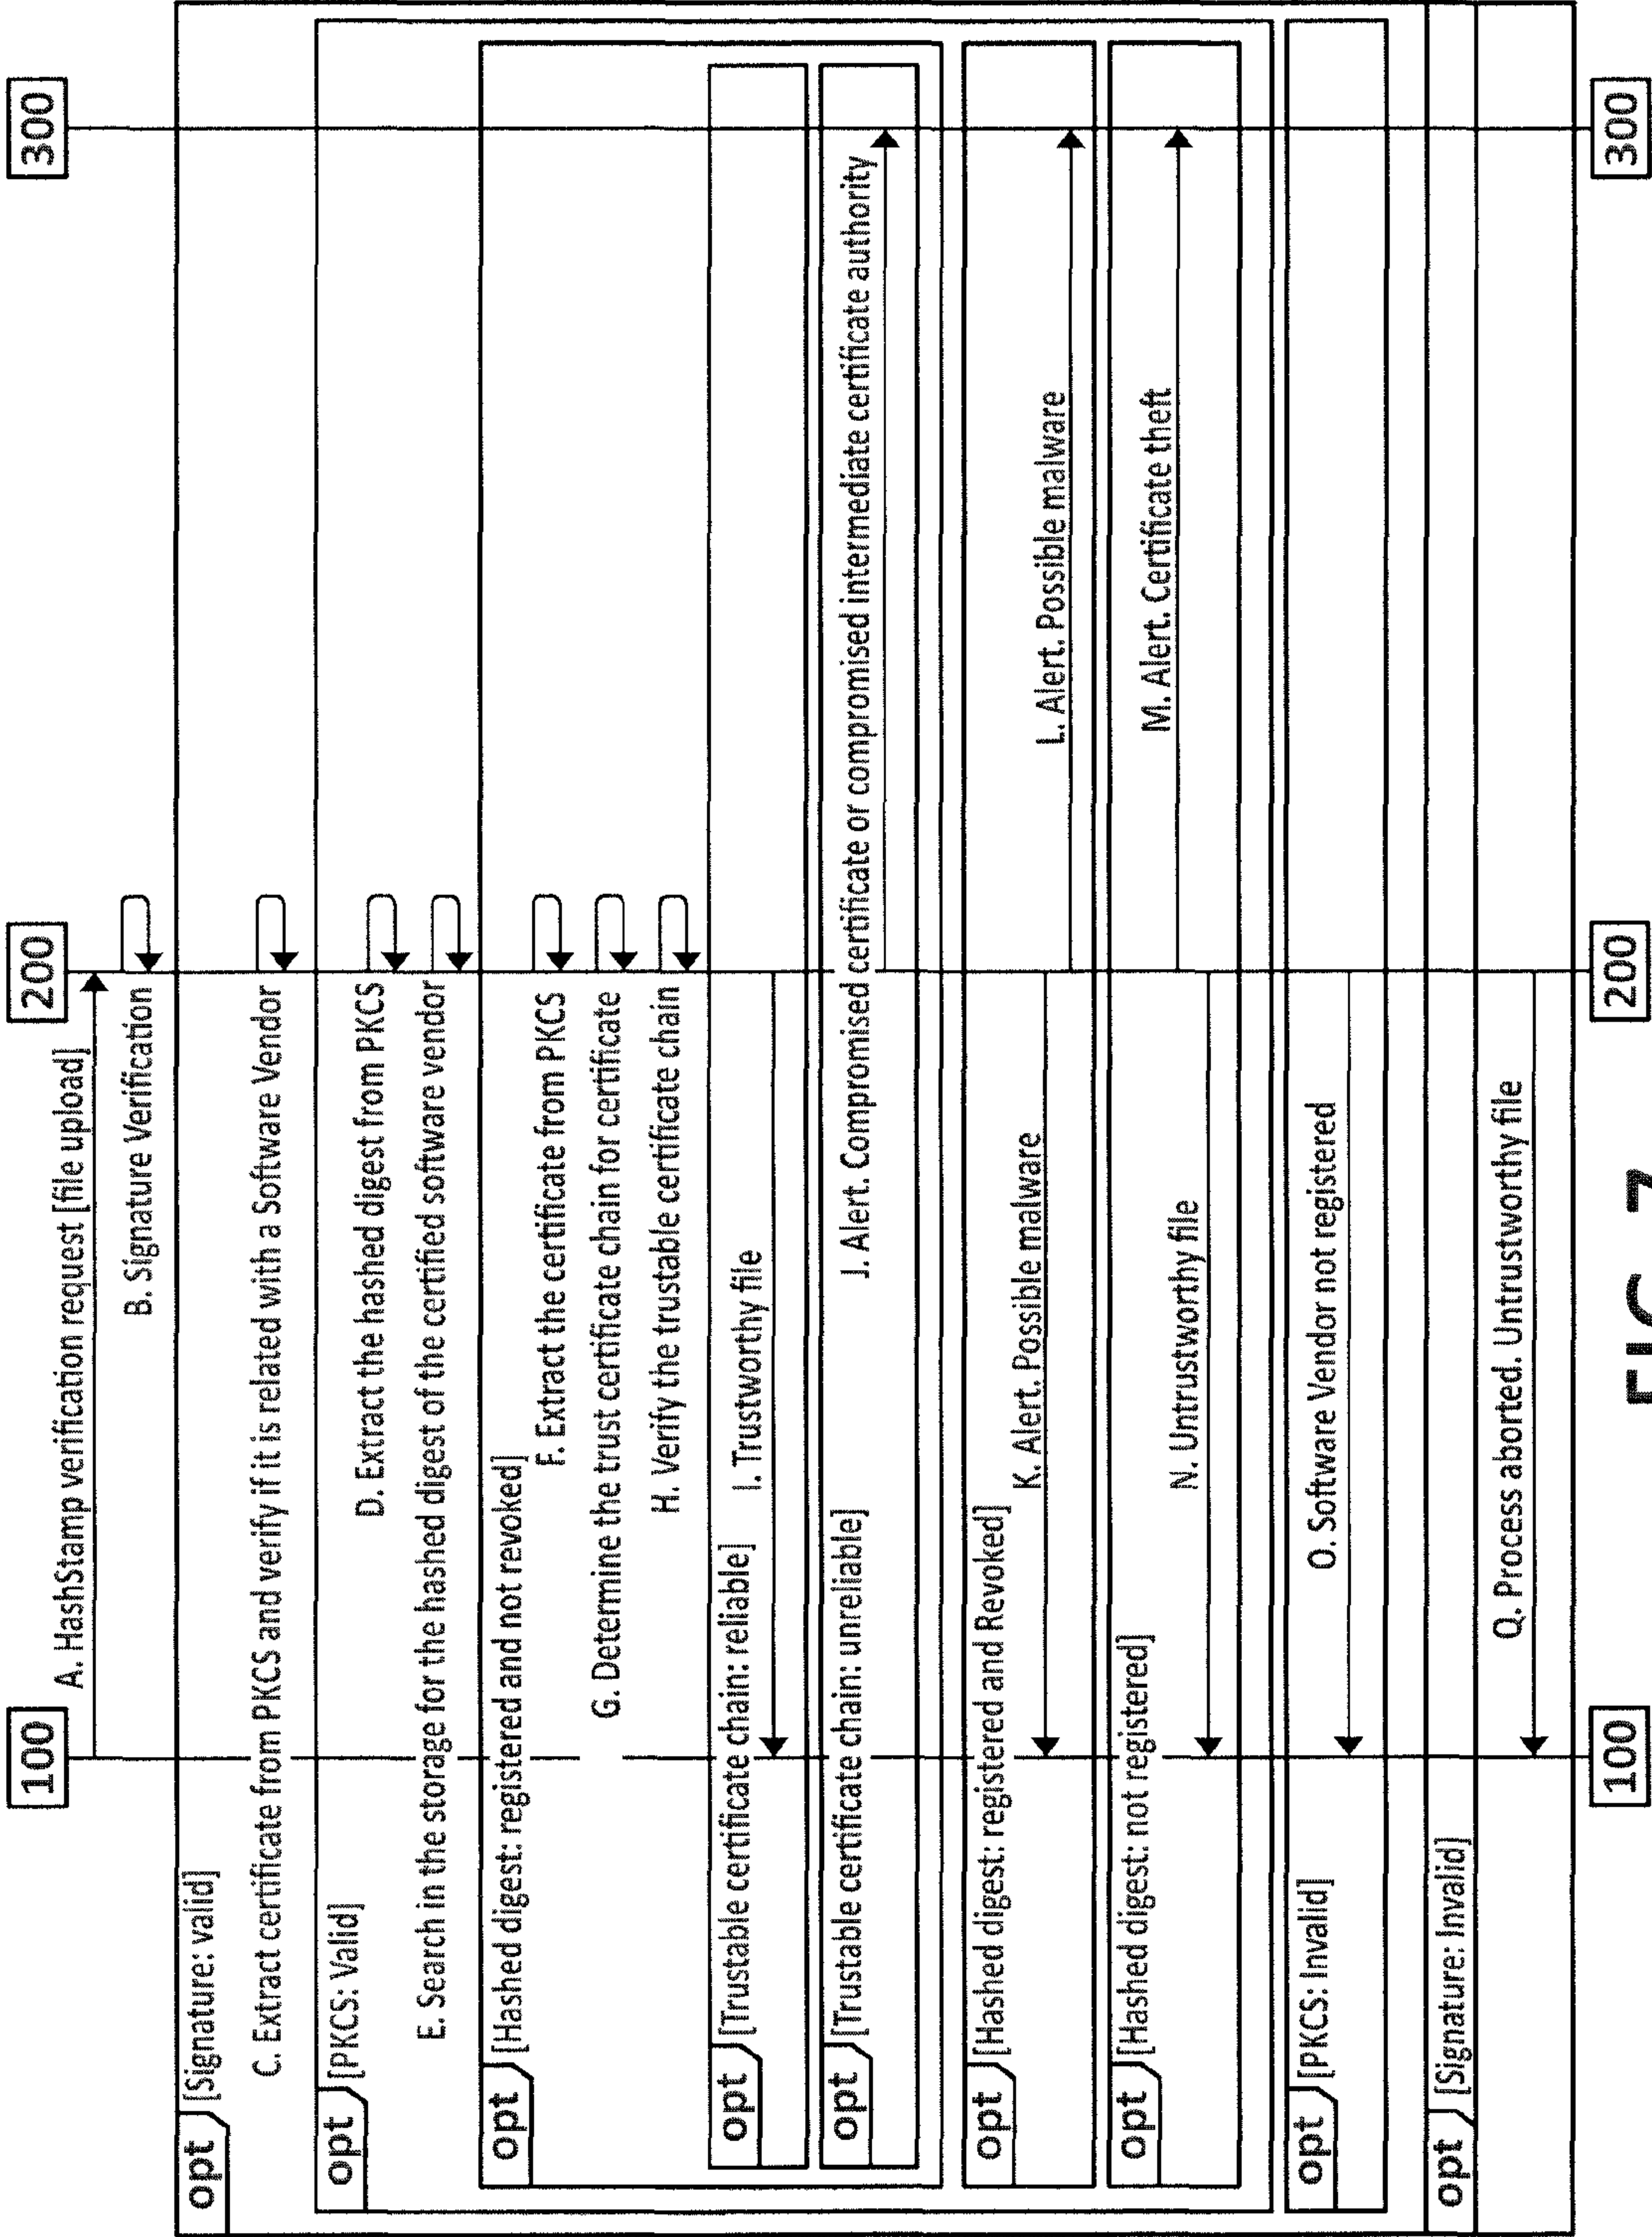 100
200
300
A. HashStamp verification request [file upload]
B. Signature Verification
opt
[Signature: valid]
C. Extract certificate from PKCS and verify if it is related with a Software Vendor
opt
[PKCS: Valid]
D. Extract the hashed digest from PKCS
E. Search in the storage for the hashed digest of the certified software vendor
opt
[Hashed digest: registered and not revoked]
F. Extract the certificate from PKCS
G. Determine the trust certificate chain for certificate
H. Verify the trustable certificate chain
opt
[Trustable certificate chain: reliable]
I. Trustworthy file
opt
[Trustable certificate chain: unreliable]
J. Alert. Compromised certificate or compromised intermediate certificate authority
opt
[Hashed digest: registered and Revoked]
K. Alert. Possible malware
L. Alert. Possible malware
opt
[Hashed digest: not registered]
M. Alert. Certificate theft
N. Untrustworthy file
opt
[PKCS: Invalid]
O. Software Vendor not registered
opt
[Signature: Invalid]
Q. Process aborted. Untrustworthy file
100
200
300